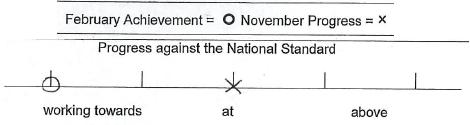 February Achievement = O November Progress = ×
Progress against the National Standard
working towards at above